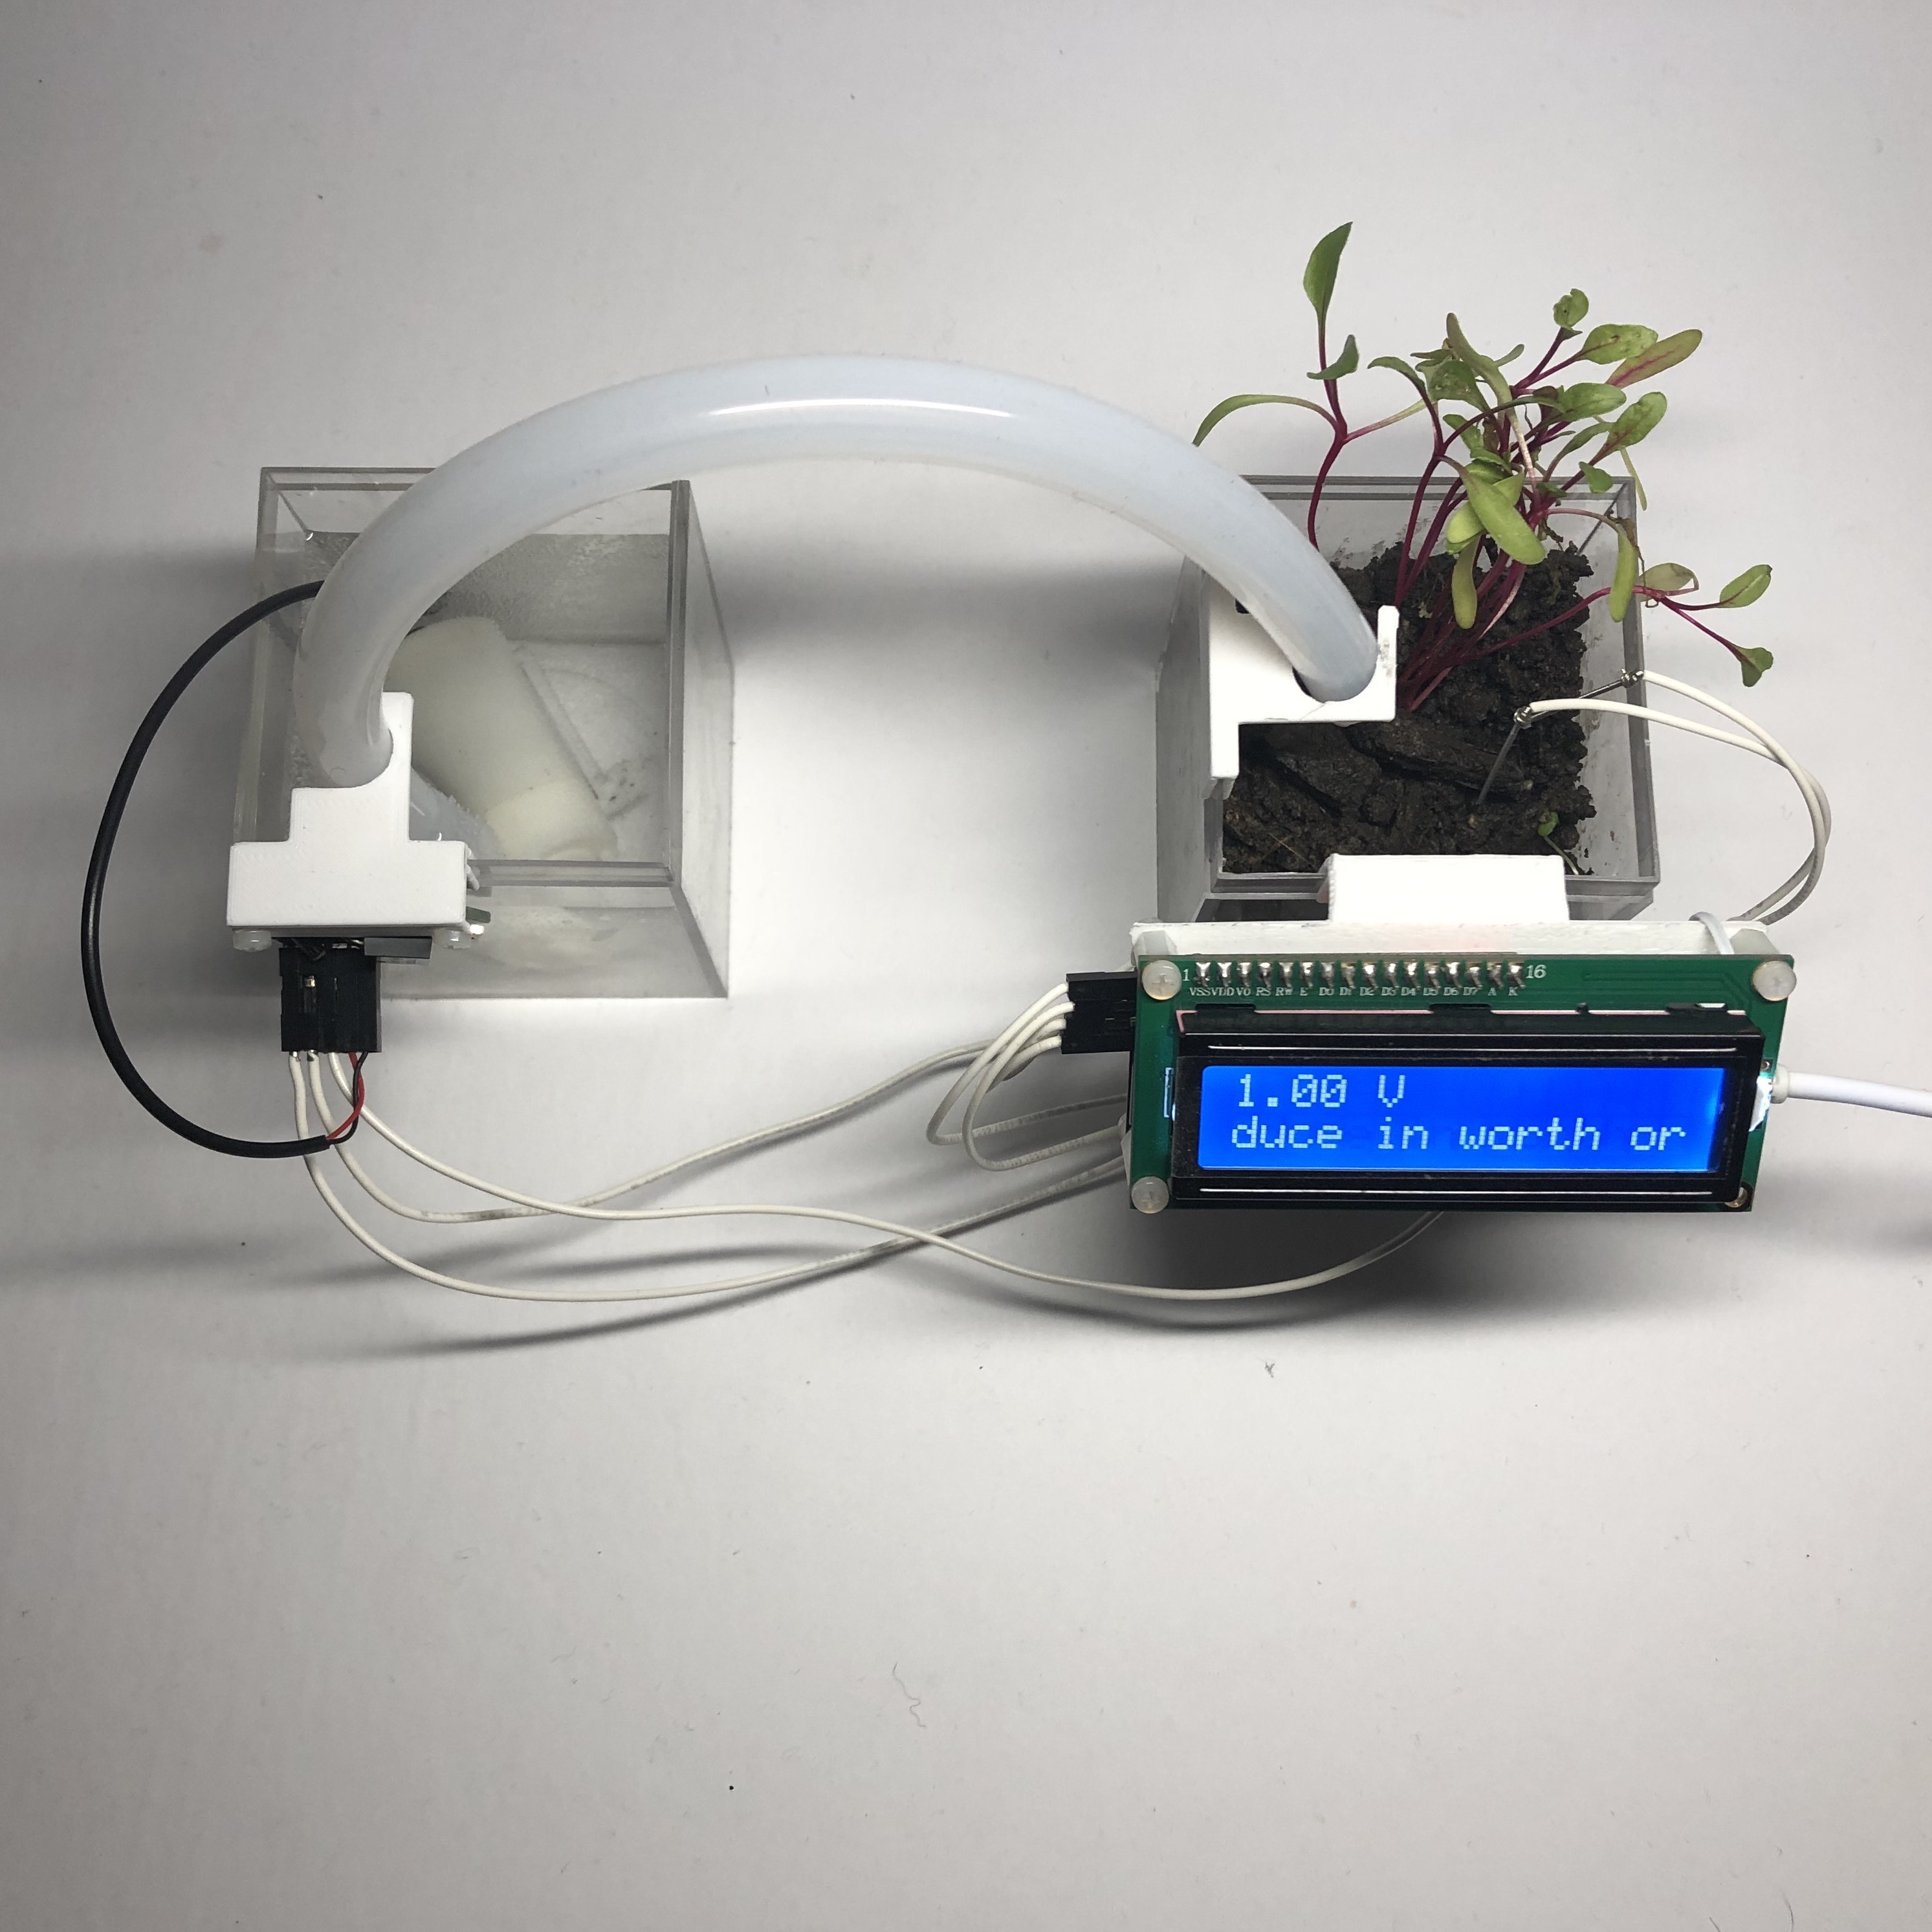 1 16
VSS VDD V0 RS RW E D0 D1 D2 D3 D4 D5 D6 D7 A K
1.00 V
duce in worth or